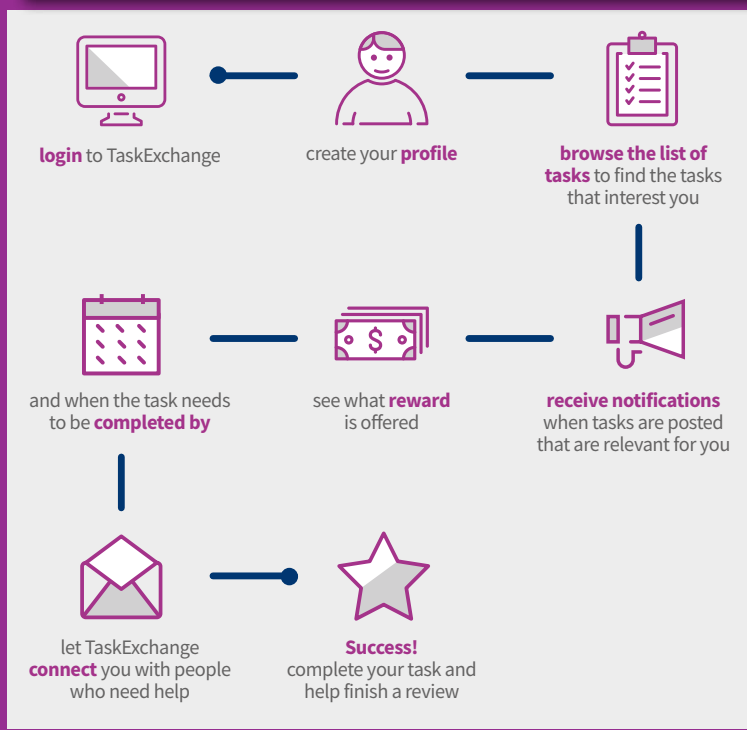 login to TaskExchange
create your profile
browse the list of
tasks to find the tasks
that interest you
receive notifications
when tasks are posted
that are relevant for you
see what reward
is offered
and when the task needs
to be completed by
let TaskExchange
connect you with people
who need help
Success!
complete your task and
help finish a review